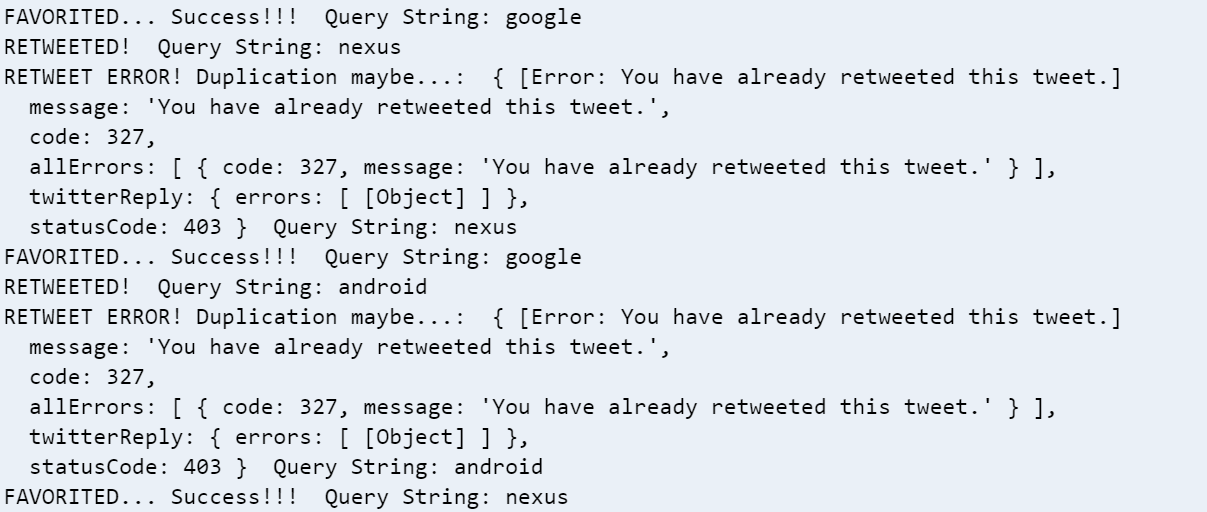 FAVORITED... Success!!!  Query String: google
RETWEETED!  Query String: nexus
RETWEET ERROR! Duplication maybe...:  { [Error: You have already retweeted this tweet.]
  message: 'You have already retweeted this tweet.',
  code: 327,
  allErrors: [ { code: 327, message: 'You have already retweeted this tweet.' } ],
  twitterReply: { errors: [ [Object] ] },
  statusCode: 403 }  Query String: nexus
FAVORITED... Success!!!  Query String: google
RETWEETED!  Query String: android
RETWEET ERROR! Duplication maybe...:  { [Error: You have already retweeted this tweet.]
  message: 'You have already retweeted this tweet.',
  code: 327,
  allErrors: [ { code: 327, message: 'You have already retweeted this tweet.' } ],
  twitterReply: { errors: [ [Object] ] },
  statusCode: 403 }  Query String: android
FAVORITED... Success!!!  Query String: nexus